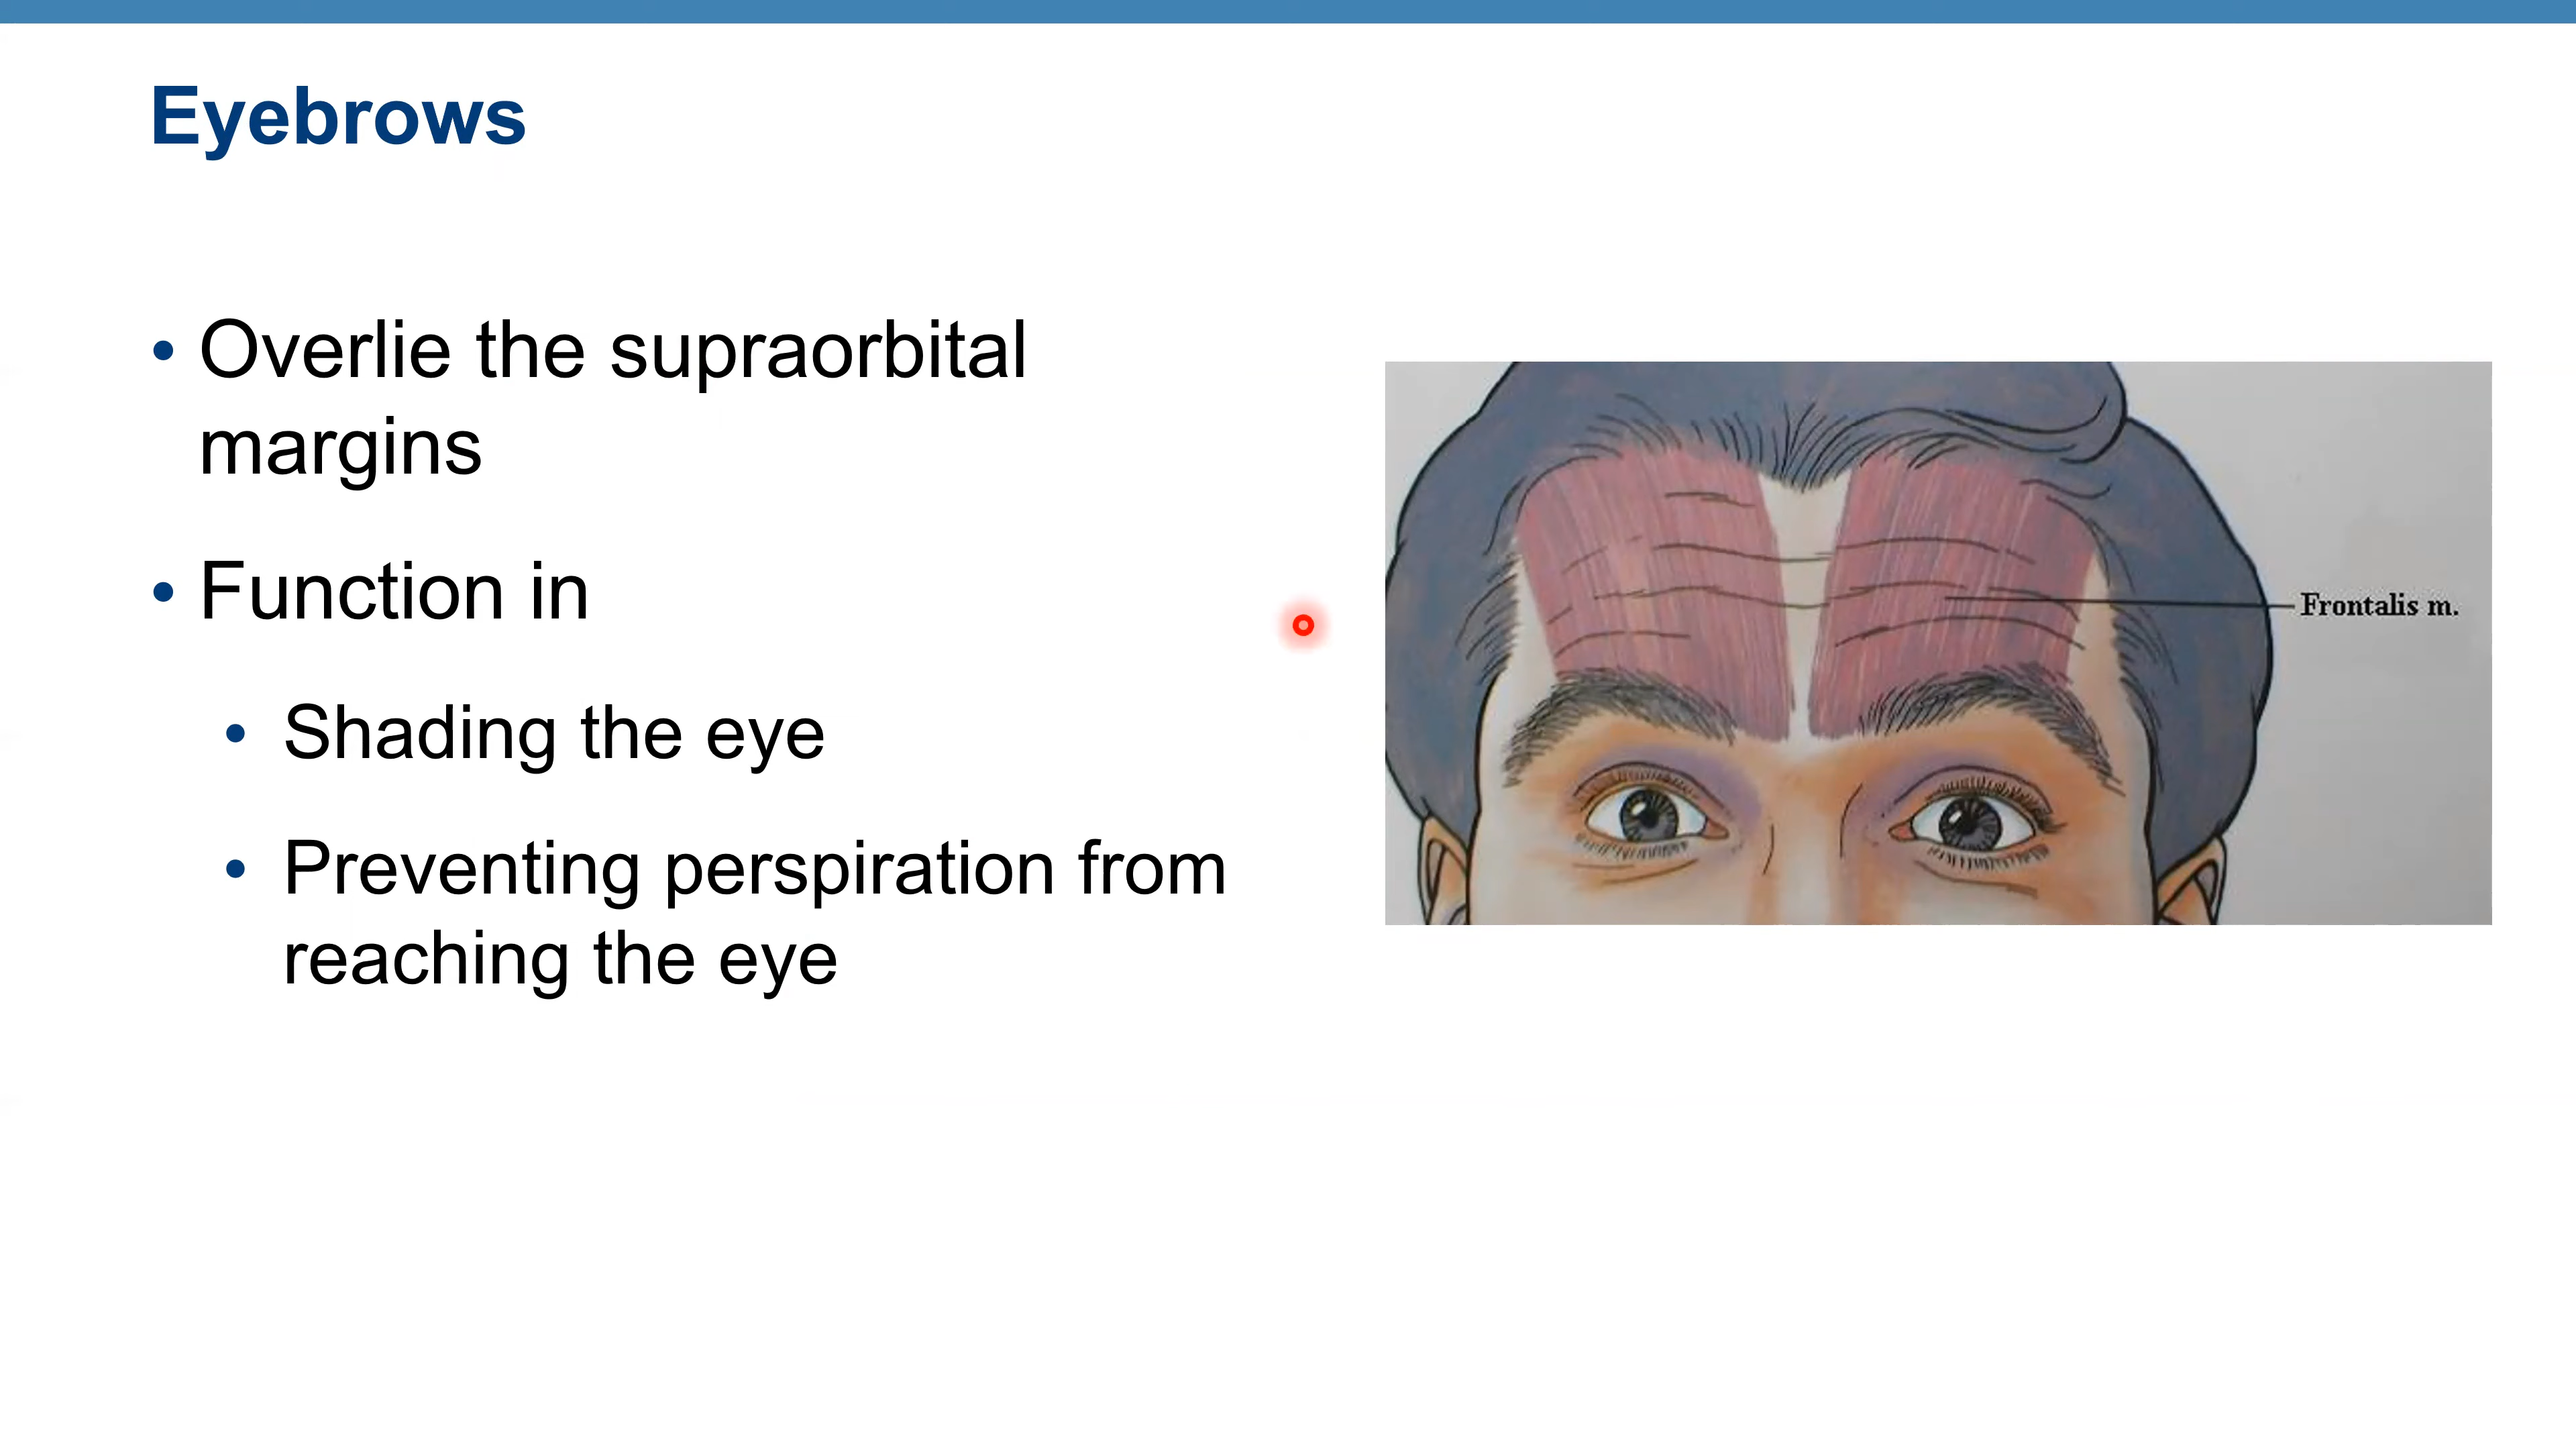 Eyebrows
• Overlie the supraorbital
margins
• Function in
• Shading the eye
• Preventing perspiration from
reaching the eye
Frontalis m.